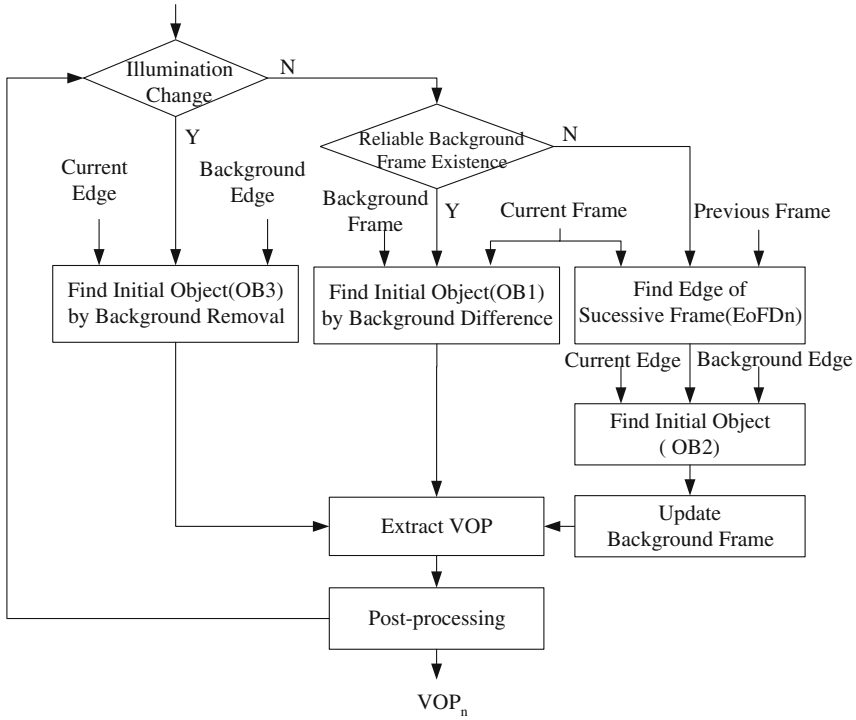 Illumination
Change
N
Y
Reliable Background
Frame Existence
N
Y
Current
Edge
Background
Edge
Background
Frame
Current Frame
Previous Frame
Find Initial Object(OB3)
by Background Removal
Find Initial Object(OB1)
by Background Difference
Find Edge of
Sucessive Frame(EoFDn)
Current Edge
Background Edge
Find Initial Object
( OB2)
Extract VOP
Update
Background Frame
Post-processing
VOPn